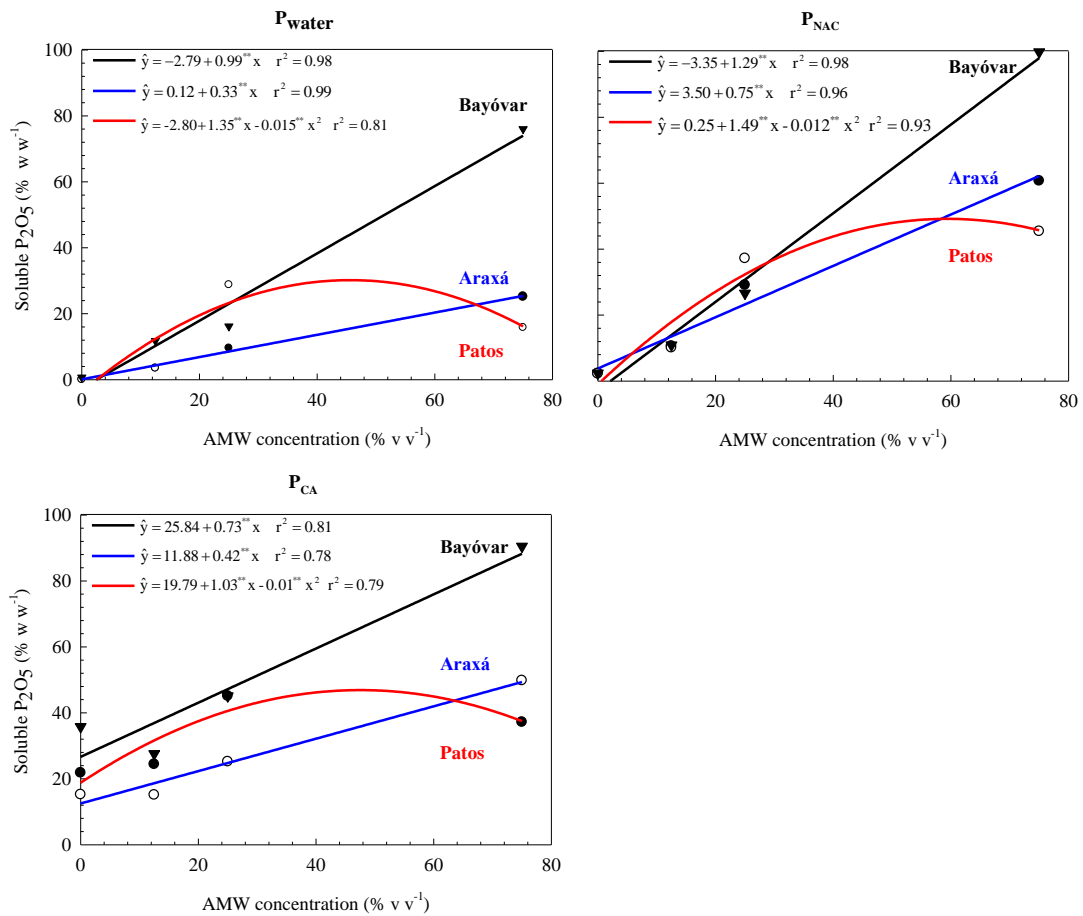 P_water
P_NAC
ŷ = −2.79 + 0.99** x r² = 0.98
ŷ = 0.12 + 0.33** x r² = 0.99
ŷ = -2.80 + 1.35** x - 0.015** x² r² = 0.81
Bayóvar
Araxá
Patos
100
80
60
40
20
0
Soluble P₂O₅ (% w w⁻¹)
0 20 40 60 80
AMW concentration (% v v⁻¹)
ŷ = −3.35 + 1.29** x r² = 0.98
ŷ = 3.50 + 0.75** x r² = 0.96
ŷ = 0.25 + 1.49** x - 0.012** x² r² = 0.93
Bayóvar
Araxá
Patos
0 20 40 60 80
AMW concentration (% v v⁻¹)
P_CA
ŷ = 25.84 + 0.73** x r² = 0.81
ŷ = 11.88 + 0.42** x r² = 0.78
ŷ = 19.79 + 1.03** x - 0.01** x² r² = 0.79
Bayóvar
Araxá
Patos
100
80
60
40
20
0
Soluble P₂O₅ (% w w⁻¹)
0 20 40 60 80
AMW concentration (% v v⁻¹)